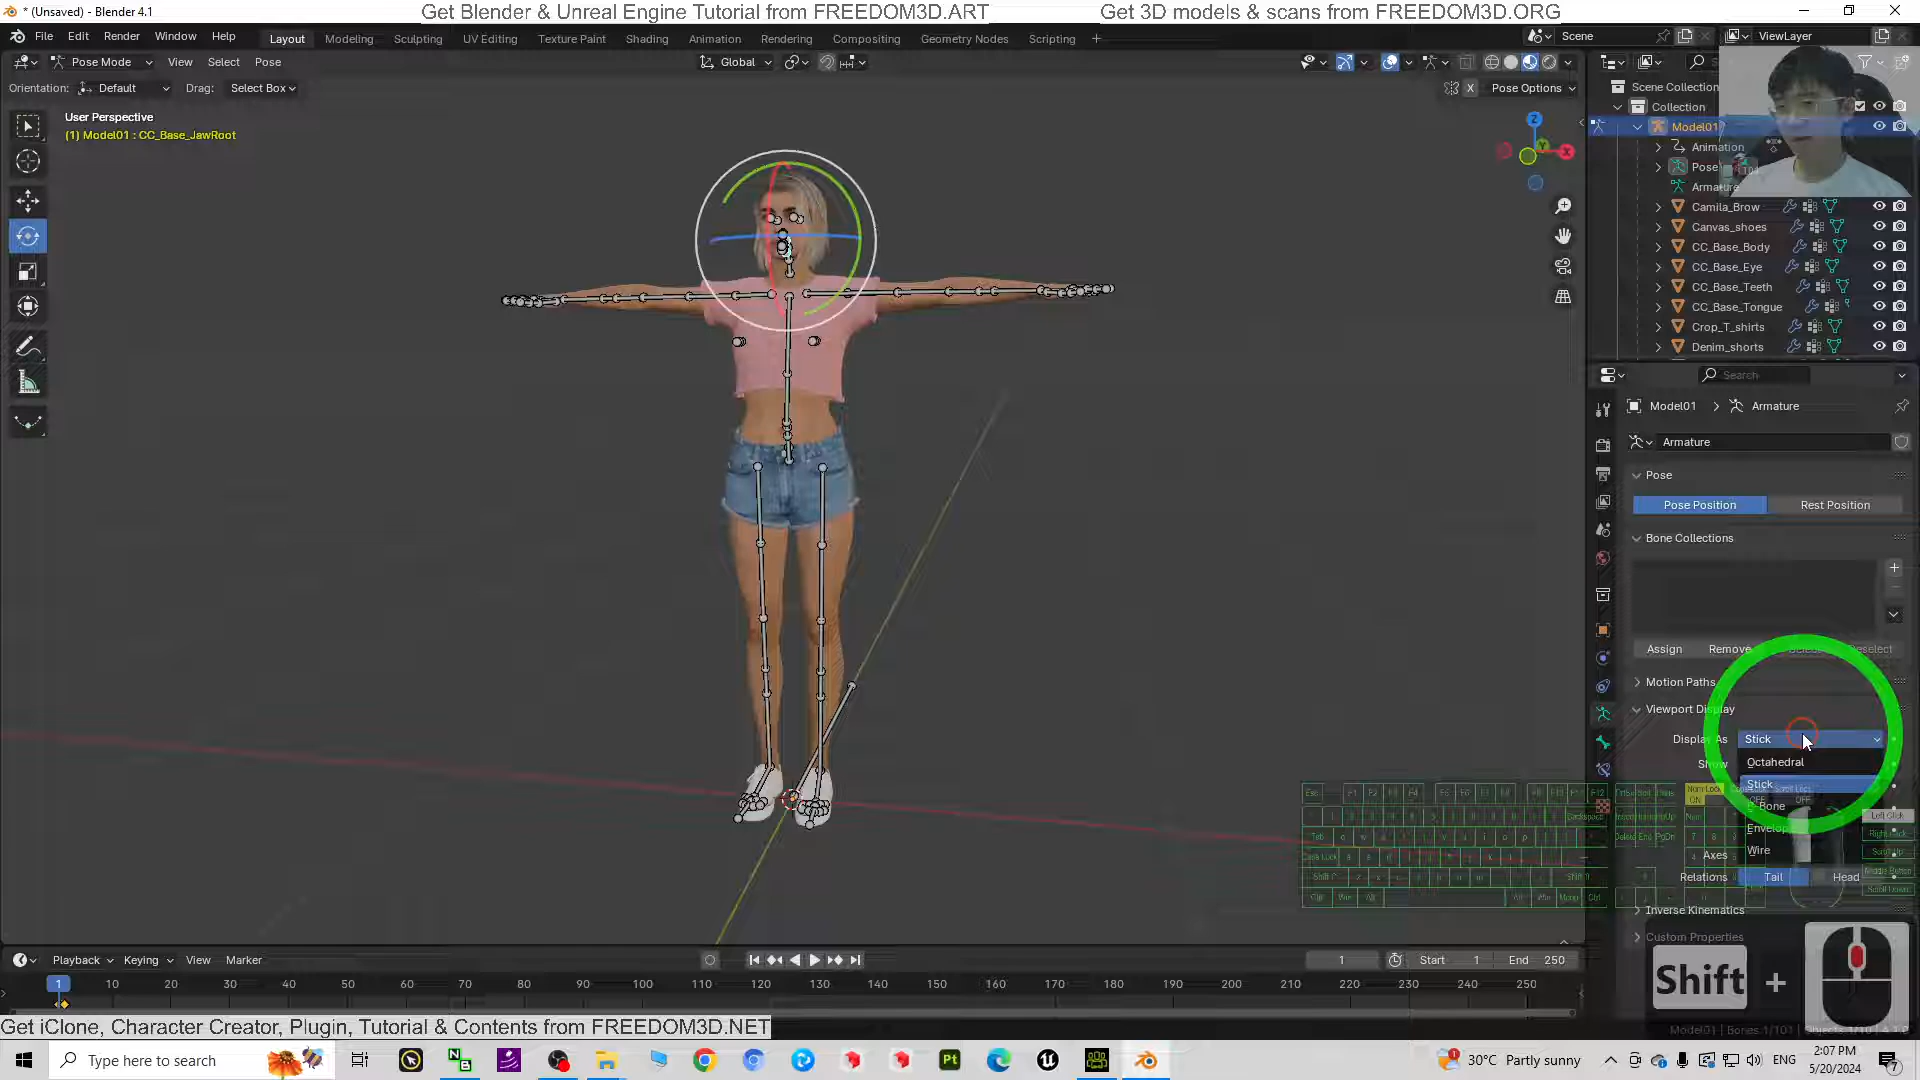 * (Unsaved) - Blender 4.1
Get Blender & Unreal Engine Tutorial from FREEDOM3D.ART
Get 3D models & scans from FREEDOM3D.ORG
File Edit Render Window Help
Layout Modeling Sculpting UV Editing Texture Paint Shading Animation Rendering Compositing Geometry Nodes Scripting +
Scene
ViewLayer
Pose Mode View Select Pose
Global
Orientation: Default Drag: Select Box
X Pose Options
User Perspective
(1) Model01 : CC_Base_JawRoot
Z
Y
X
Scene Collection
Collection
Model01
Animation
Pose
Armature
Camila_Brow
Canvas_shoes
CC_Base_Body
CC_Base_Eye
CC_Base_Teeth
CC_Base_Tongue
Crop_T_shirts
Denim_shorts
Search
Model01 > Armature
Armature
Pose
Pose Position Rest Position
Bone Collections
Assign Remove
Motion Paths
Viewport Display
Display As Stick
Octahedral
Show
Stick
B-Bone
Envelop
Wire
Axes
Relations Tail Head
Inverse Kinematics
Custom Properties
Shift +
Playback Keying View Marker
1 Start 1 End 250
1 10 20 30 40 50 60 70 80 90 100 110 120 130 140 150 160 170 180 190 200 210 220 230 240 250
Get iClone, Character Creator, Plugin, Tutorial & Contents from FREEDOM3D.NET
Type here to search
30°C Partly sunny
ENG
2:07 PM
5/20/2024